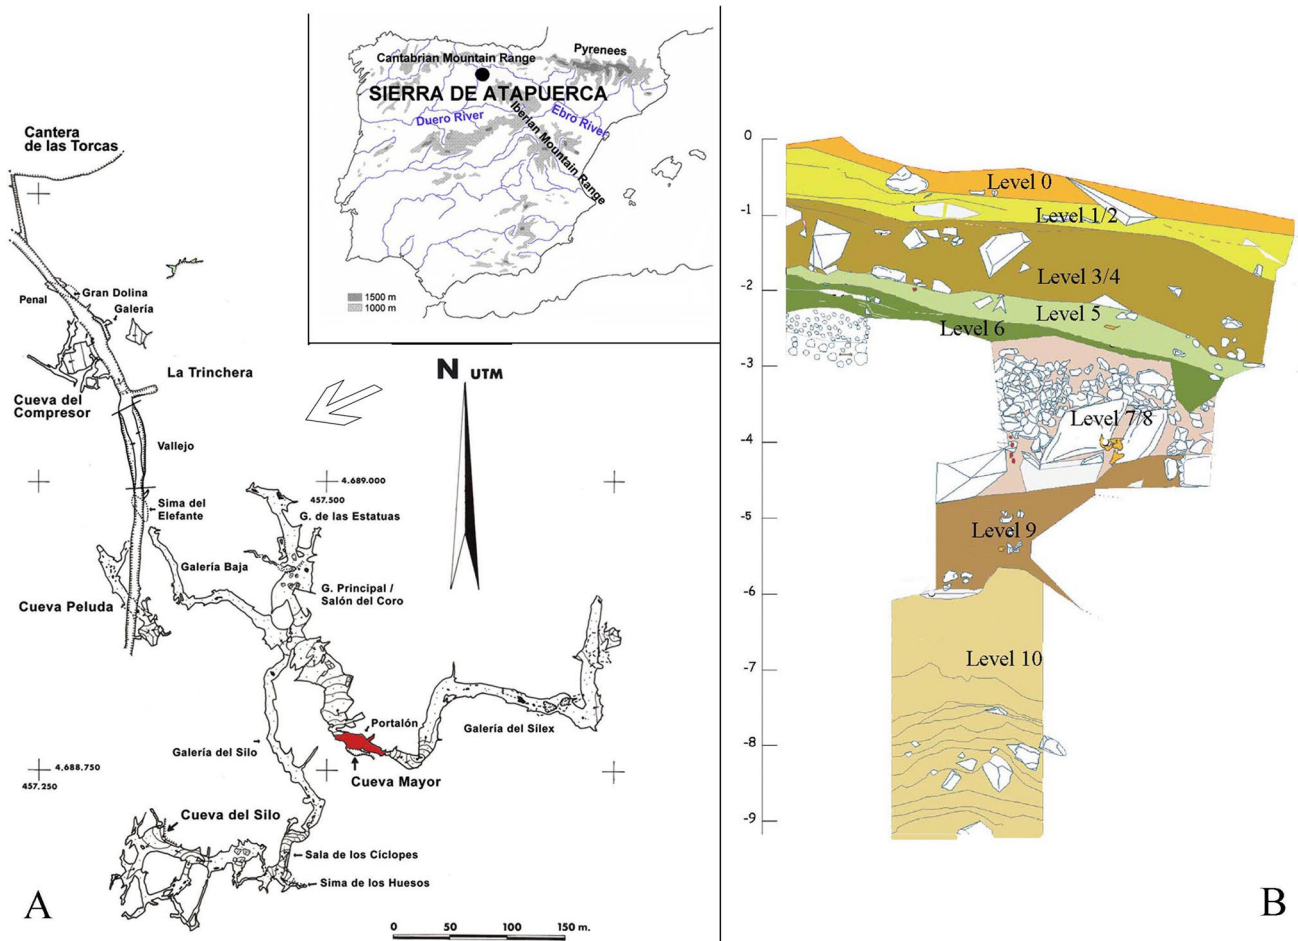 Cantabrian Mountain Range
Pyrenees
SIERRA DE ATAPUERCA
Duero River
Ebro River
Iberian Mountain Range
1500 m
1000 m
Cantera
de las Torcas
Penal
Gran Dolina
Galería
La Trinchera
Cueva del
Compresor
Vallejo
Sima del
Elefante
N UTM
4.689.000
457.500
G. de las Estatuas
Galería Baja
G. Principal /
Salón del Coro
Cueva Peluda
Portalón
Galería del Sílex
Galería del Silo
Cueva Mayor
4,688.750
457.250
Cueva del Silo
Sala de los Cíclopes
Sima de los Huesos
0 50 100 150 m.
A
0
-1
-2
-3
-4
-5
-6
-7
-8
-9
Level 0
Level 1/2
Level 3/4
Level 5
Level 6
Level 7/8
Level 9
Level 10
B